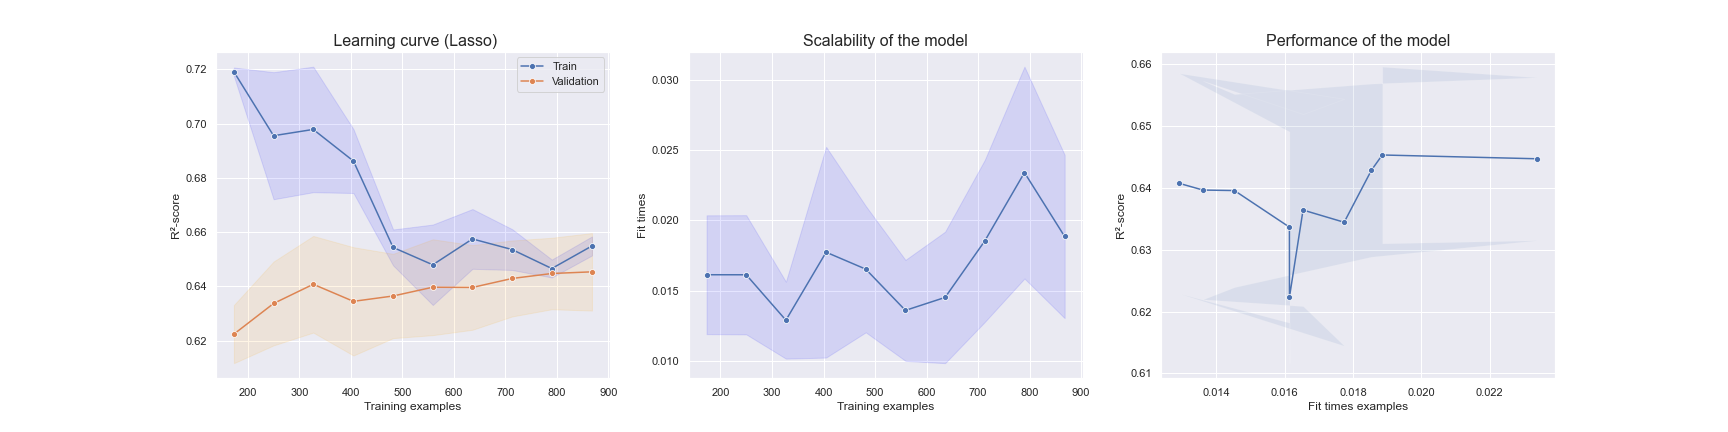 Learning curve (Lasso)
Train
Validation
0.72
0.70
0.68
0.66
0.64
0.62
R²-score
200 300 400 500 600 700 800 900
Training examples
Scalability of the model
0.030
0.025
0.020
0.015
0.010
Fit times
200 300 400 500 600 700 800 900
Training examples
Performance of the model
0.66
0.65
0.64
0.63
0.62
0.61
R²-score
0.014 0.016 0.018 0.020 0.022
Fit times examples